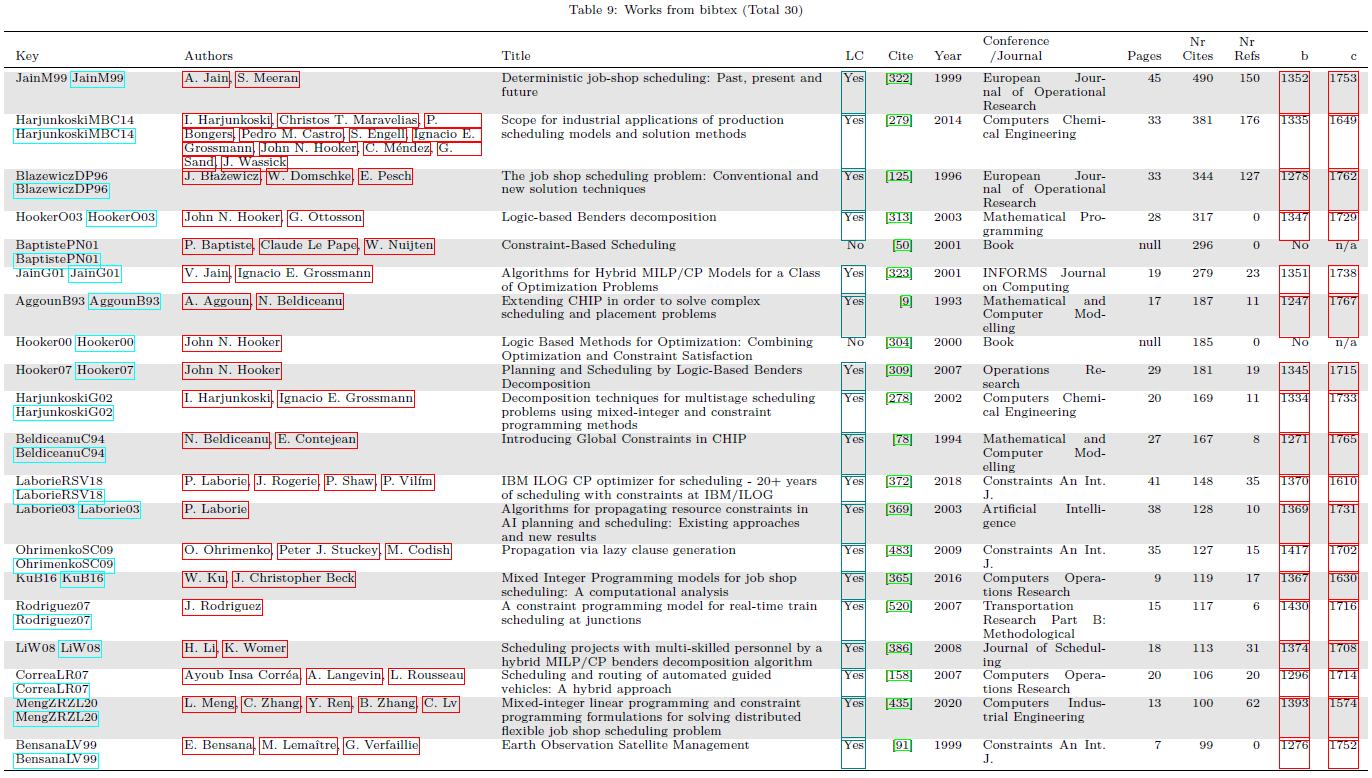 Table 9: Works from bibtex (Total 30)
Conference Nr Nr
Key Authors Title LC Cite Year /Journal Pages Cites Refs b c
JainM99 JainM99 A. Jain, S. Meeran Deterministic job-shop scheduling: Past, present and Yes [322] 1999 European Jour- 45 490 150 1352 1753
future nal of Operational
Research
HarjunkoskiMBC14 I. Harjunkoski, Christos T. Maravelias, P. Scope for industrial applications of production Yes [279] 2014 Computers Chemi- 33 381 176 1335 1649
HarjunkoskiMBC14 Bongers, Pedro M. Castro, S. Engell, Ignacio E. scheduling models and solution methods cal Engineering
Grossmann, John N. Hooker, C. Méndez, G.
Sand, J. Wassick
BlazewiczDP96 J. Błażewicz, W. Domschke, E. Pesch The job shop scheduling problem: Conventional and Yes [125] 1996 European Jour- 33 344 127 1278 1762
BlazewiczDP96 new solution techniques nal of Operational
Research
HookerO03 HookerO03 John N. Hooker, G. Ottosson Logic-based Benders decomposition Yes [313] 2003 Mathematical Pro- 28 317 0 1347 1729
gramming
BaptistePN01 P. Baptiste, Claude Le Pape, W. Nuijten Constraint-Based Scheduling No [50] 2001 Book null 296 0 No n/a
BaptistePN01
JainG01 JainG01 V. Jain, Ignacio E. Grossmann Algorithms for Hybrid MILP/CP Models for a Class Yes [323] 2001 INFORMS Journal 19 279 23 1351 1738
of Optimization Problems on Computing
AggounB93 AggounB93 A. Aggoun, N. Beldiceanu Extending CHIP in order to solve complex Yes [9] 1993 Mathematical and 17 187 11 1247 1767
scheduling and placement problems Computer Mod-
elling
Hooker00 Hooker00 John N. Hooker Logic Based Methods for Optimization: Combining No [304] 2000 Book null 185 0 No n/a
Optimization and Constraint Satisfaction
Hooker07 Hooker07 John N. Hooker Planning and Scheduling by Logic-Based Benders Yes [309] 2007 Operations Re- 29 181 19 1345 1715
Decomposition search
HarjunkoskiG02 I. Harjunkoski, Ignacio E. Grossmann Decomposition techniques for multistage scheduling Yes [278] 2002 Computers Chemi- 20 169 11 1334 1733
HarjunkoskiG02 problems using mixed-integer and constraint cal Engineering
programming methods
BeldiceanuC94 N. Beldiceanu, E. Contejean Introducing Global Constraints in CHIP Yes [78] 1994 Mathematical and 27 167 8 1271 1765
BeldiceanuC94 Computer Mod-
elling
LaborieRSV18 P. Laborie, J. Rogerie, P. Shaw, P. Vilím IBM ILOG CP optimizer for scheduling - 20+ years Yes [372] 2018 Constraints An Int. 41 148 35 1370 1610
LaborieRSV18 of scheduling with constraints at IBM/ILOG J.
Laborie03 Laborie03 P. Laborie Algorithms for propagating resource constraints in Yes [369] 2003 Artificial Intelli- 38 128 10 1369 1731
AI planning and scheduling: Existing approaches gence
and new results
OhrimenkoSC09 O. Ohrimenko, Peter J. Stuckey, M. Codish Propagation via lazy clause generation Yes [483] 2009 Constraints An Int. 35 127 15 1417 1702
OhrimenkoSC09 J.
KuB16 KuB16 W. Ku, J. Christopher Beck Mixed Integer Programming models for job shop Yes [365] 2016 Computers Opera- 9 119 17 1367 1630
scheduling: A computational analysis tions Research
Rodriguez07 J. Rodriguez A constraint programming model for real-time train Yes [520] 2007 Transportation 15 117 6 1430 1716
Rodriguez07 scheduling at junctions Research Part B:
Methodological
LiW08 LiW08 H. Li, K. Womer Scheduling projects with multi-skilled personnel by a Yes [386] 2008 Journal of Schedul- 18 113 31 1374 1708
hybrid MILP/CP benders decomposition algorithm ing
CorreaLR07 Ayoub Insa Corréa, A. Langevin, L. Rousseau Scheduling and routing of automated guided Yes [158] 2007 Computers Opera- 20 106 20 1296 1714
CorreaLR07 vehicles: A hybrid approach tions Research
MengZRZL20 L. Meng, C. Zhang, Y. Ren, B. Zhang, C. Lv Mixed-integer linear programming and constraint Yes [435] 2020 Computers Indus- 13 100 62 1393 1574
MengZRZL20 programming formulations for solving distributed trial Engineering
flexible job shop scheduling problem
BensanaLV99 E. Bensana, M. Lemaître, G. Verfaillie Earth Observation Satellite Management Yes [91] 1999 Constraints An Int. 7 99 0 1276 1752
BensanaLV99 J.